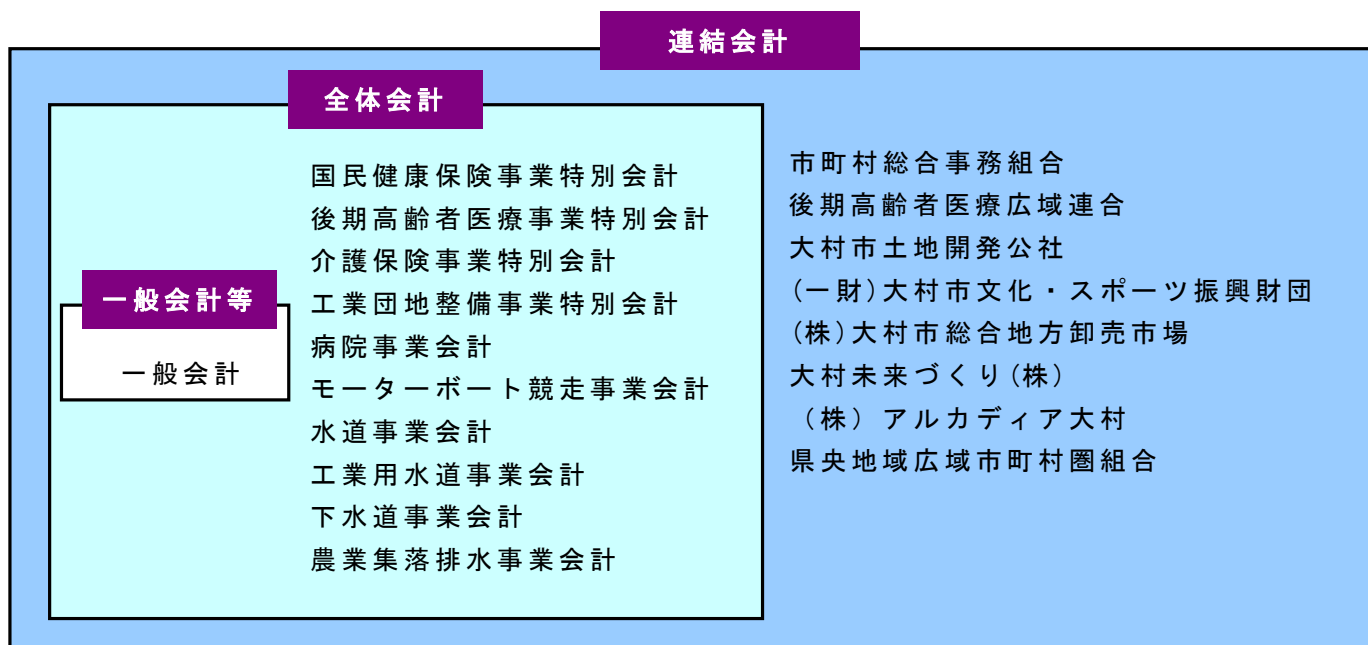 連結会計
全体会計
一般会計等
一般会計
国民健康保険事業特別会計
後期高齢者医療事業特別会計
介護保険事業特別会計
工業団地整備事業特別会計
病院事業会計
モーターボート競走事業会計
水道事業会計
工業用水道事業会計
下水道事業会計
農業集落排水事業会計
市町村総合事務組合
後期高齢者医療広域連合
大村市土地開発公社
(一財)大村市文化・スポーツ振興財団
(株)大村市総合地方卸売市場
大村未来づくり(株)
(株)アルカディア大村
県央地域広域市町村圏組合